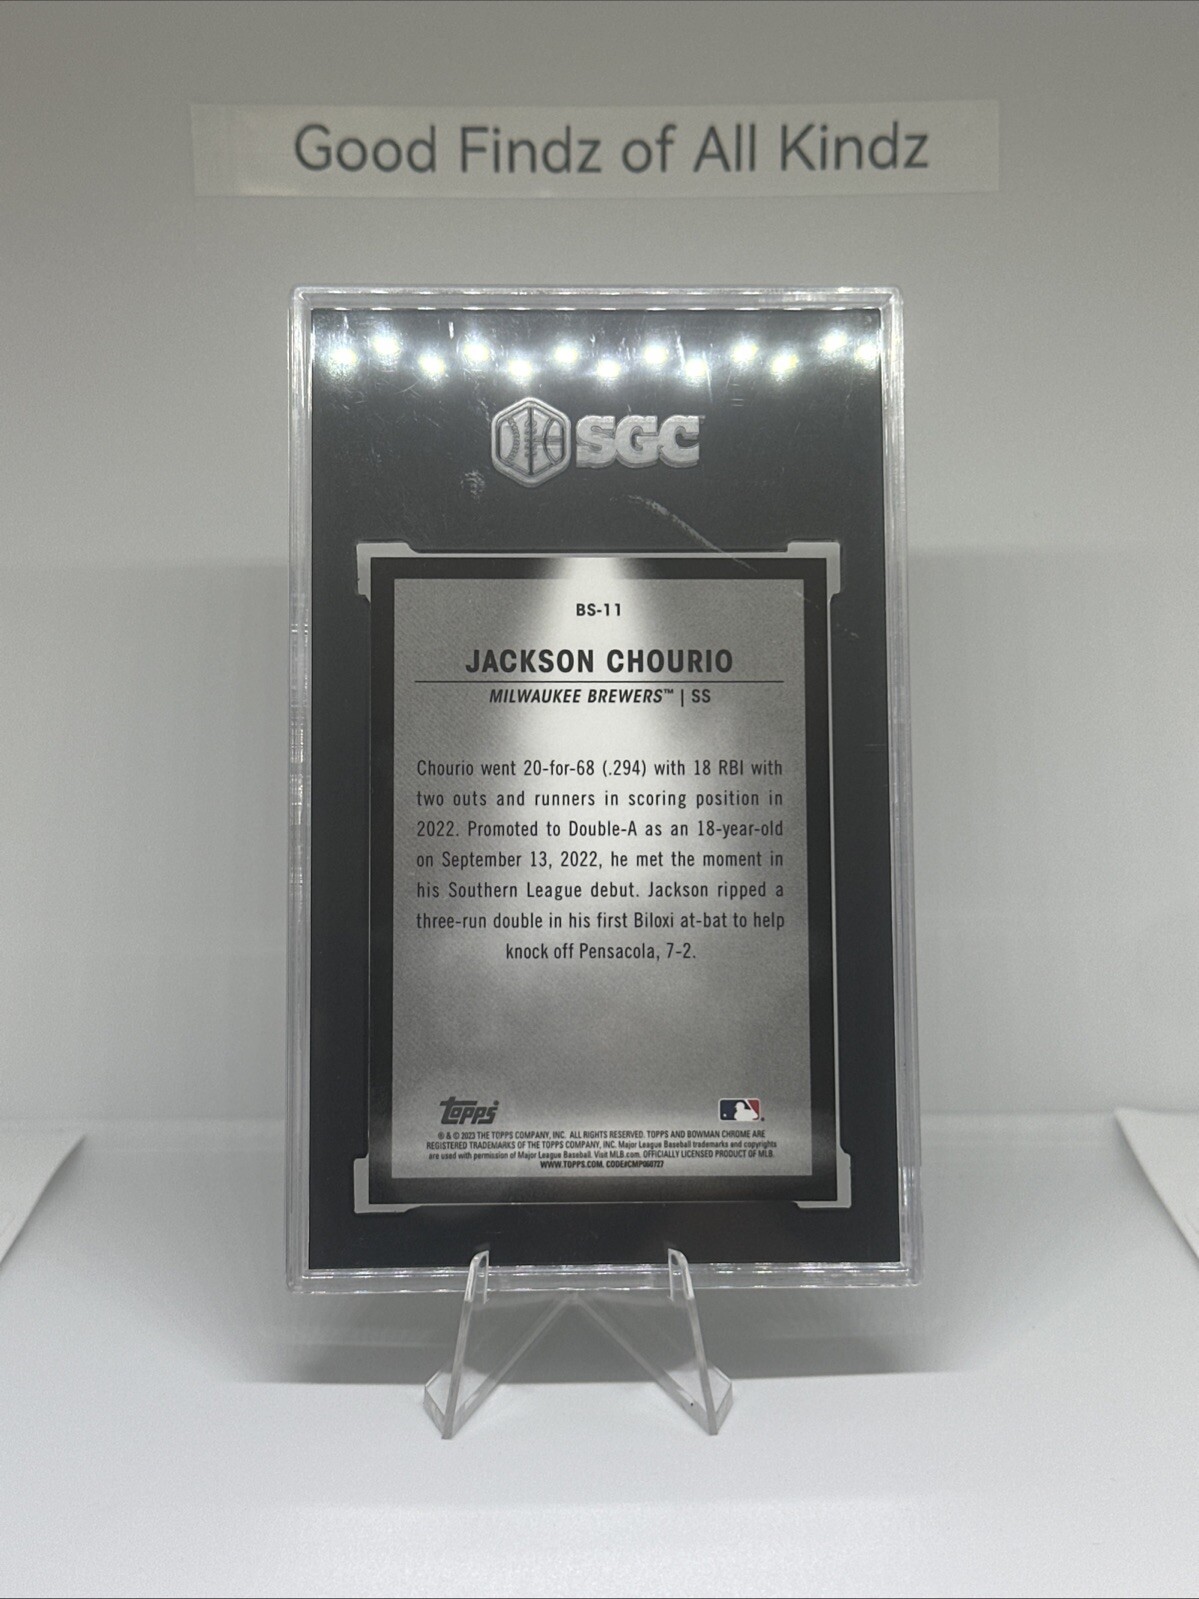 Good Findz of All Kindz
SGC
BS-11
JACKSON CHOURIO
MILWAUKEE BREWERS™ | SS
Chourio went 20-for-68 (.294) with 18 RBI with
two outs and runners in scoring position in
2022. Promoted to Double-A as an 18-year-old
on September 13, 2022, he met the moment in
his Southern League debut. Jackson ripped a
three-run double in his first Biloxi at-bat to help
knock off Pensacola, 7-2.
Topps
® & © 2023 THE TOPPS COMPANY, INC. ALL RIGHTS RESERVED. TOPPS AND BOWMAN CHROME ARE
REGISTERED TRADEMARKS OF THE TOPPS COMPANY, INC. Major League Baseball trademarks and copyrights
are used with permission of Major League Baseball. Visit MLB.com. OFFICIALLY LICENSED PRODUCT OF MLB.
WWW.TOPPS.COM. CODE#CMP060727